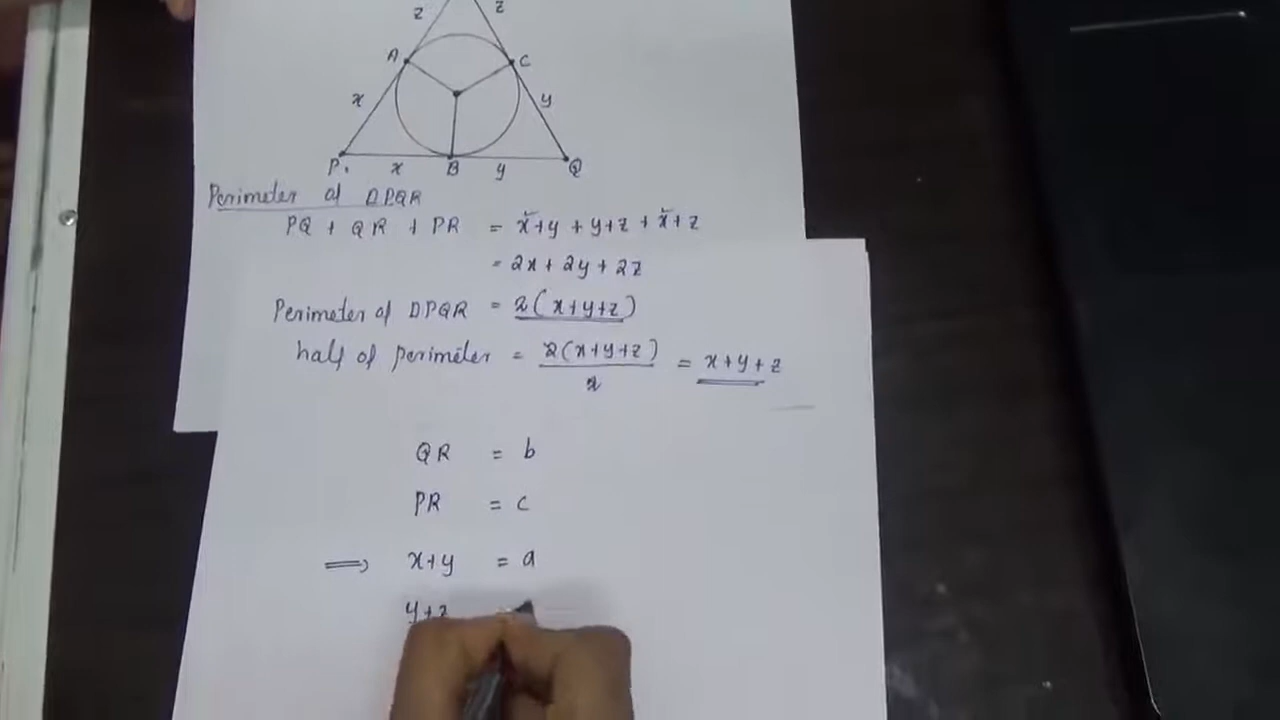 z z
A C
x y
P. x B y Q
Perimeter of ΔPQR
PQ + QR + PR = x+y + y+z + x+z
= 2x + 2y + 2z
Perimeter of ΔPQR = 2(x+y+z)
half of perimeter = 2(x+y+z) / 2 = x+y+z
QR = b
PR = c
⟹ x+y = a
y+z